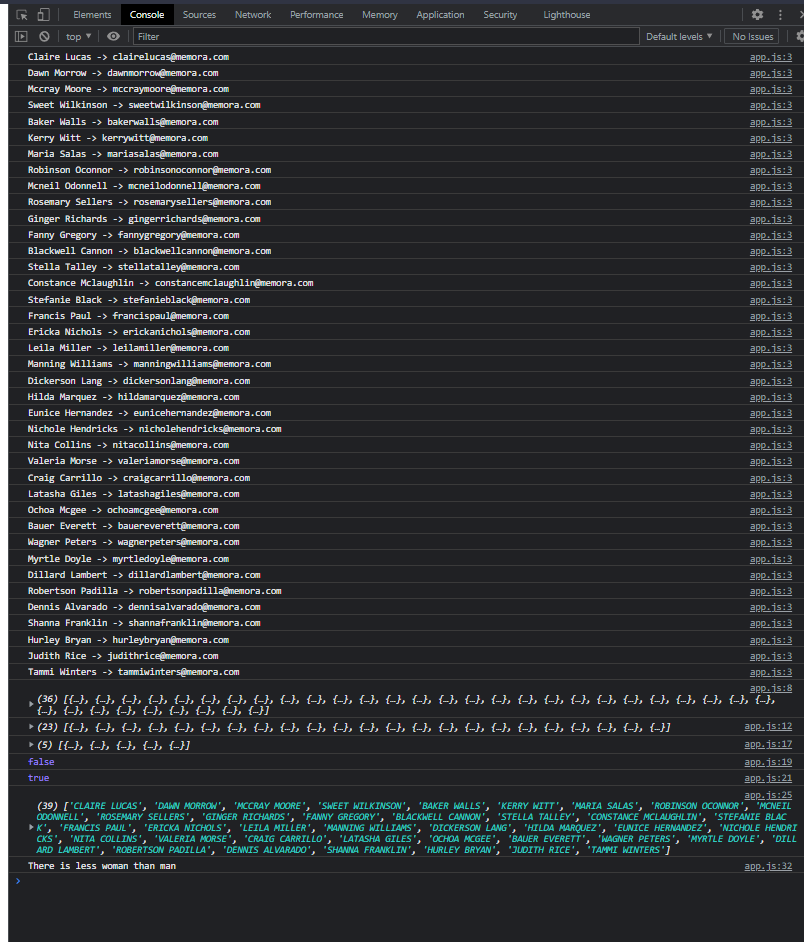 Elements Console Sources Network Performance Memory Application Security Lighthouse
top ▼ Filter Default levels ▼ No Issues
Claire Lucas -> clairelucas@memora.com app.js:3
Dawn Morrow -> dawnmorrow@memora.com app.js:3
Mccray Moore -> mccraymoore@memora.com app.js:3
Sweet Wilkinson -> sweetwilkinson@memora.com app.js:3
Baker Walls -> bakerwalls@memora.com app.js:3
Kerry Witt -> kerrywitt@memora.com app.js:3
Maria Salas -> mariasalas@memora.com app.js:3
Robinson Oconnor -> robinsonoconnor@memora.com app.js:3
Mcneil Odonnell -> mcneilodonnell@memora.com app.js:3
Rosemary Sellers -> rosemarysellers@memora.com app.js:3
Ginger Richards -> gingerrichards@memora.com app.js:3
Fanny Gregory -> fannygregory@memora.com app.js:3
Blackwell Cannon -> blackwellcannon@memora.com app.js:3
Stella Talley -> stellatalley@memora.com app.js:3
Constance Mclaughlin -> constancemclaughlin@memora.com app.js:3
Stefanie Black -> stefanieblack@memora.com app.js:3
Francis Paul -> francispaul@memora.com app.js:3
Ericka Nichols -> erickanichols@memora.com app.js:3
Leila Miller -> leilamiller@memora.com app.js:3
Manning Williams -> manningwilliams@memora.com app.js:3
Dickerson Lang -> dickersonlang@memora.com app.js:3
Hilda Marquez -> hildamarquez@memora.com app.js:3
Eunice Hernandez -> eunicehernandez@memora.com app.js:3
Nichole Hendricks -> nicholehendricks@memora.com app.js:3
Nita Collins -> nitacollins@memora.com app.js:3
Valeria Morse -> valeriamorse@memora.com app.js:3
Craig Carrillo -> craigcarrillo@memora.com app.js:3
Latasha Giles -> latashagiles@memora.com app.js:3
Ochoa Mcgee -> ochoamcgee@memora.com app.js:3
Bauer Everett -> bauereverett@memora.com app.js:3
Wagner Peters -> wagnerpeters@memora.com app.js:3
Myrtle Doyle -> myrtledoyle@memora.com app.js:3
Dillard Lambert -> dillardlambert@memora.com app.js:3
Robertson Padilla -> robertsonpadilla@memora.com app.js:3
Dennis Alvarado -> dennisalvarado@memora.com app.js:3
Shanna Franklin -> shannafranklin@memora.com app.js:3
Hurley Bryan -> hurleybryan@memora.com app.js:3
Judith Rice -> judithrice@memora.com app.js:3
Tammi Winters -> tammiwinters@memora.com app.js:3
app.js:8
(36) [{…}, {…}, {…}, {…}, {…}, {…}, {…}, {…}, {…}, {…}, {…}, {…}, {…}, {…}, {…}, {…}, {…}, {…}, {…}, {…}, {…}, {…}, {…}, {…}, {…}, {…}, {…},
{…}, {…}, {…}, {…}, {…}, {…}, {…}, {…}, {…}]
(23) [{…}, {…}, {…}, {…}, {…}, {…}, {…}, {…}, {…}, {…}, {…}, {…}, {…}, {…}, {…}, {…}, {…}, {…}, {…}, {…}, {…}, {…}, {…}] app.js:12
(5) [{…}, {…}, {…}, {…}, {…}] app.js:17
false app.js:19
true app.js:21
app.js:25
(39) ['CLAIRE LUCAS', 'DAWN MORROW', 'MCCRAY MOORE', 'SWEET WILKINSON', 'BAKER WALLS', 'KERRY WITT', 'MARIA SALAS', 'ROBINSON OCONNOR', 'MCNEIL
ODONNELL', 'ROSEMARY SELLERS', 'GINGER RICHARDS', 'FANNY GREGORY', 'BLACKWELL CANNON', 'STELLA TALLEY', 'CONSTANCE MCLAUGHLIN', 'STEFANIE BLAC
K', 'FRANCIS PAUL', 'ERICKA NICHOLS', 'LEILA MILLER', 'MANNING WILLIAMS', 'DICKERSON LANG', 'HILDA MARQUEZ', 'EUNICE HERNANDEZ', 'NICHOLE HENDRI
CKS', 'NITA COLLINS', 'VALERIA MORSE', 'CRAIG CARRILLO', 'LATASHA GILES', 'OCHOA MCGEE', 'BAUER EVERETT', 'WAGNER PETERS', 'MYRTLE DOYLE', 'DILL
ARD LAMBERT', 'ROBERTSON PADILLA', 'DENNIS ALVARADO', 'SHANNA FRANKLIN', 'HURLEY BRYAN', 'JUDITH RICE', 'TAMMI WINTERS']
There is less woman than man app.js:32